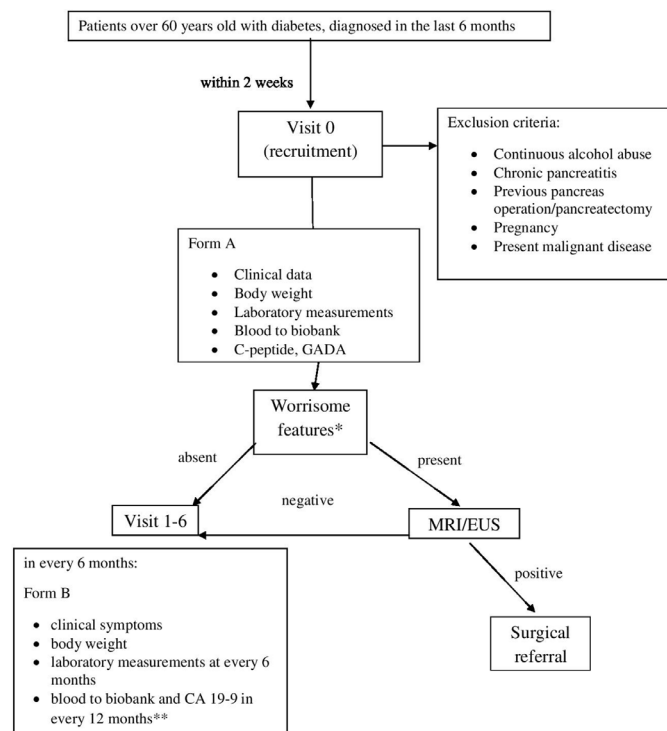 Patients over 60 years old with diabetes, diagnosed in the last 6 months
within 2 weeks
Visit 0
(recruitment)
Exclusion criteria:
• Continuous alcohol abuse
• Chronic pancreatitis
• Previous pancreas
operation/pancreatectomy
• Pregnancy
• Present malignant disease
Form A
• Clinical data
• Body weight
• Laboratory measurements
• Blood to biobank
• C-peptide, GADA
Worrisome
features*
absent
present
negative
Visit 1-6
MRI/EUS
in every 6 months:
Form B
• clinical symptoms
• body weight
• laboratory measurements at every 6
months
• blood to biobank and CA 19-9 in
every 12 months**
positive
Surgical
referral